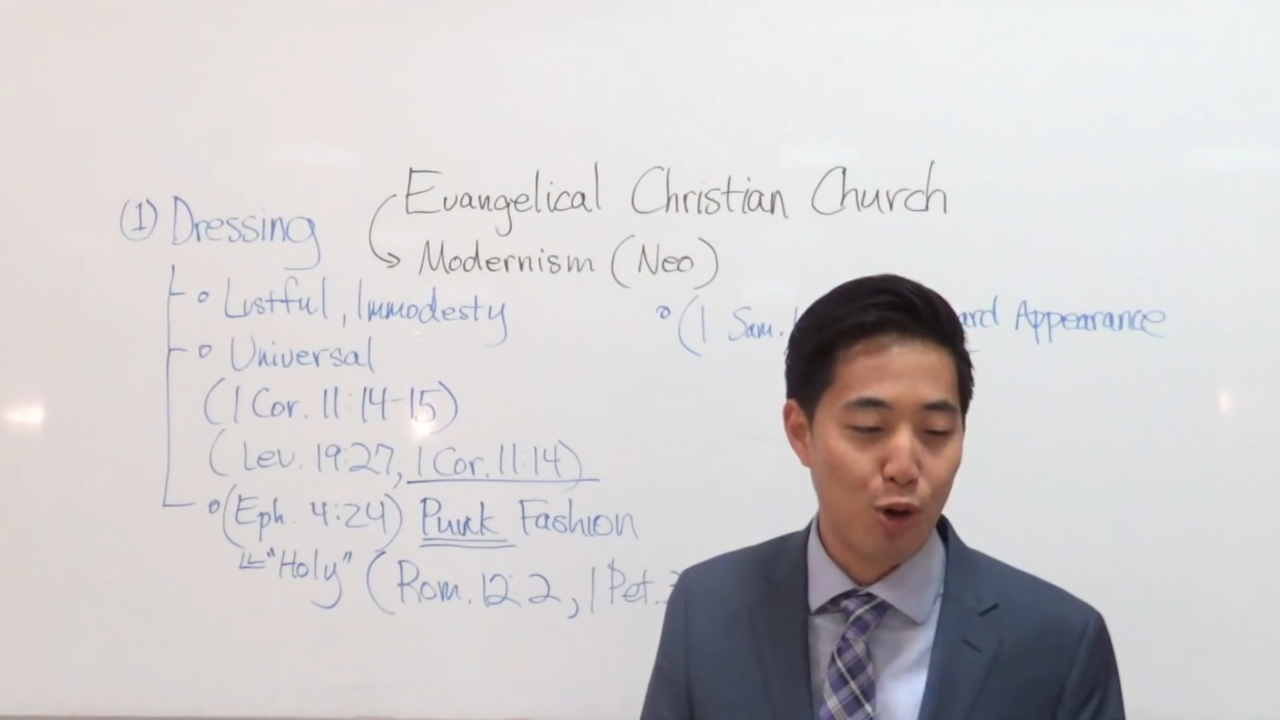 Evangelical Christian Church
① Dressing
Modernism (Neo)
Lustful, Immodesty
(1 Sam. Appearance
Universal
(1 Cor. 11:14-15)
(Lev. 19:27, 1 Cor. 11:14)
(Eph. 4:24) Punk Fashion
"Holy" (Rom. 12:2, 1 Pet.